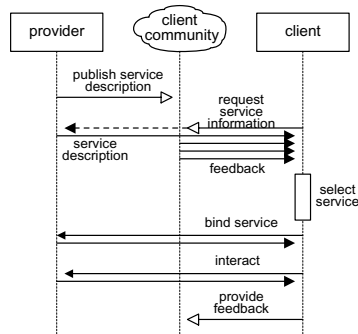 provider
client
community
client
publish service
description
request
service
information
service
description
feedback
select
service
bind service
interact
provide
feedback